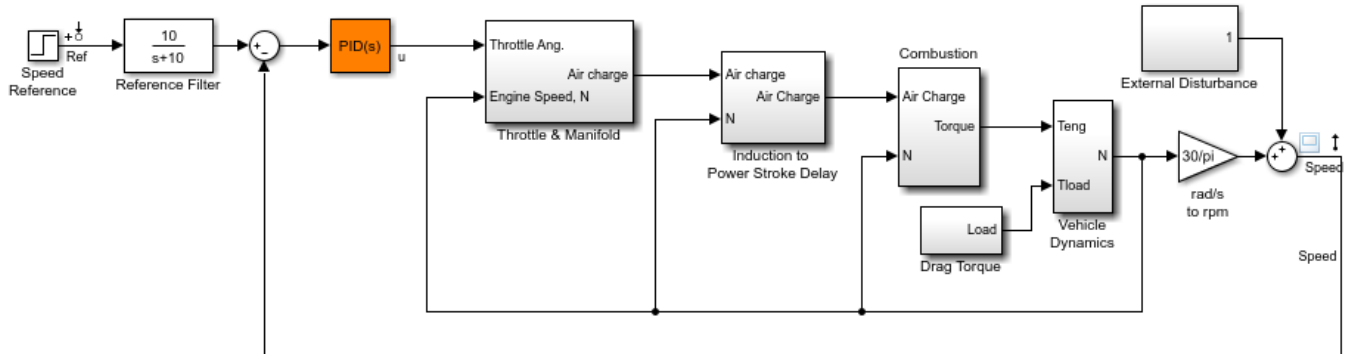 Ref
Speed
Reference
10
s+10
Reference Filter
+
−
PID(s)
u
Throttle Ang.
Air charge
Engine Speed, N
Throttle & Manifold
Air charge
Air Charge
N
Induction to
Power Stroke Delay
Combustion
Air Charge
Torque
N
Load
Drag Torque
Teng
N
Tload
Vehicle
Dynamics
30/pi
rad/s
to rpm
1
External Disturbance
+
+
Speed
Speed